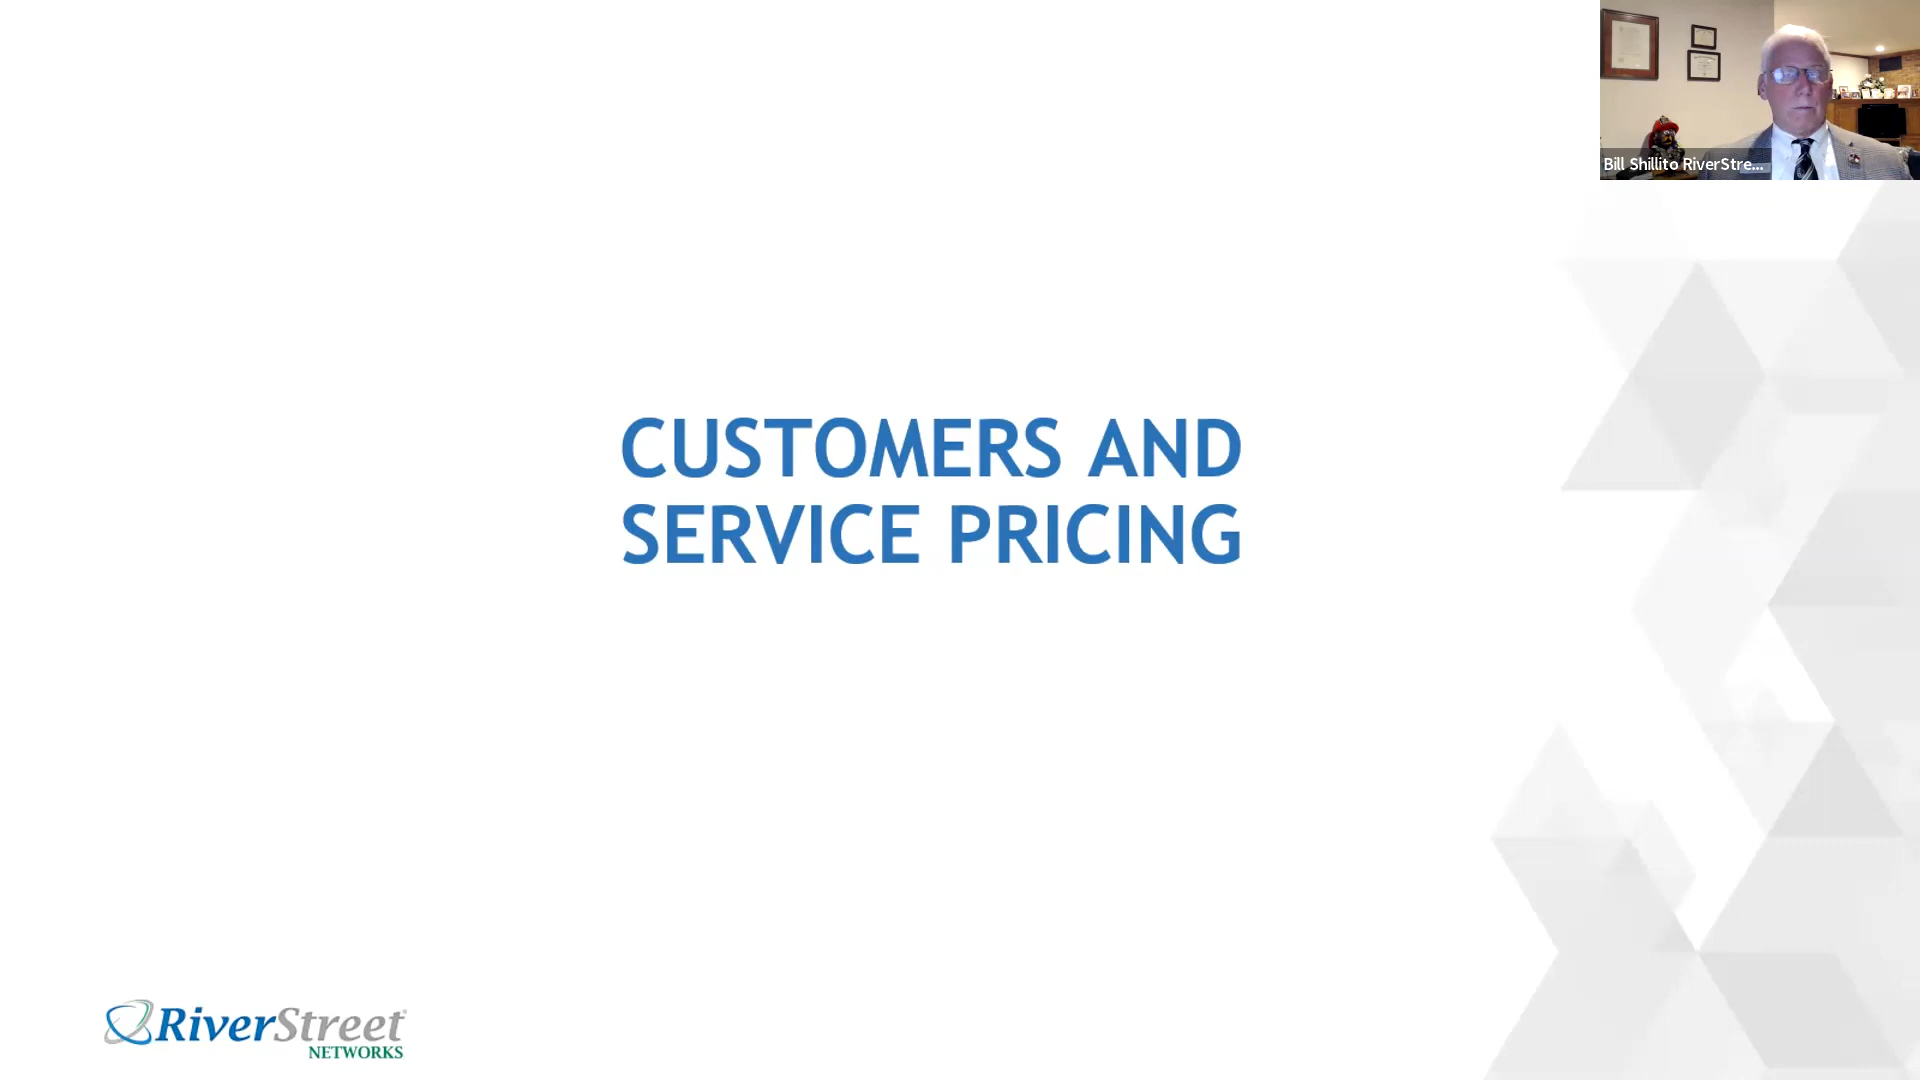 Bill Shillito RiverStre...
CUSTOMERS AND
SERVICE PRICING
RiverStreet
NETWORKS